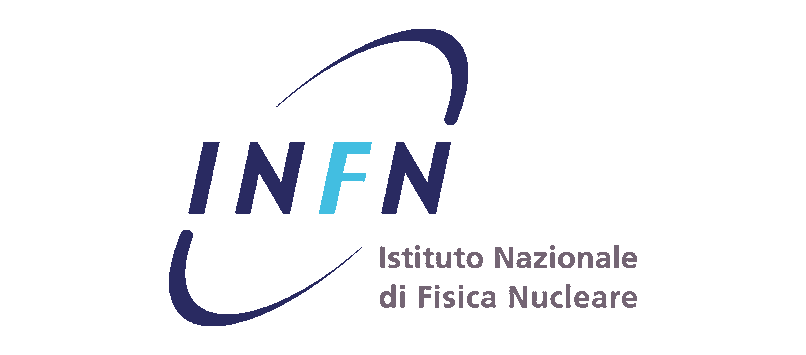 INFN
Istituto Nazionale
di Fisica Nucleare